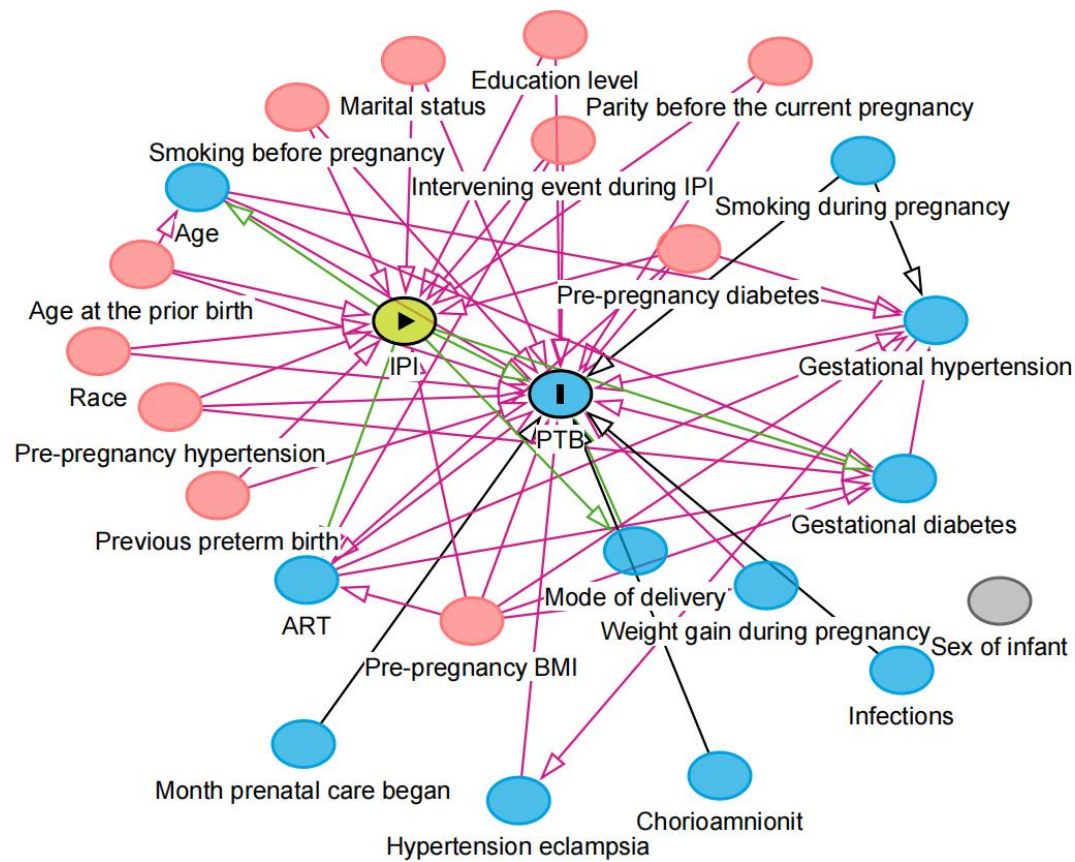 Education level
Marital status
Parity before the current pregnancy
Smoking before pregnancy
Intervening event during IPI
Smoking during pregnancy
Age
Pre-pregnancy diabetes
Age at the prior birth
IPI
Gestational hypertension
Race
PTB
Pre-pregnancy hypertension
Gestational diabetes
Previous preterm birth
Mode of delivery
ART
Weight gain during pregnancy
Sex of infant
Pre-pregnancy BMI
Infections
Month prenatal care began
Chorioamnionit
Hypertension eclampsia